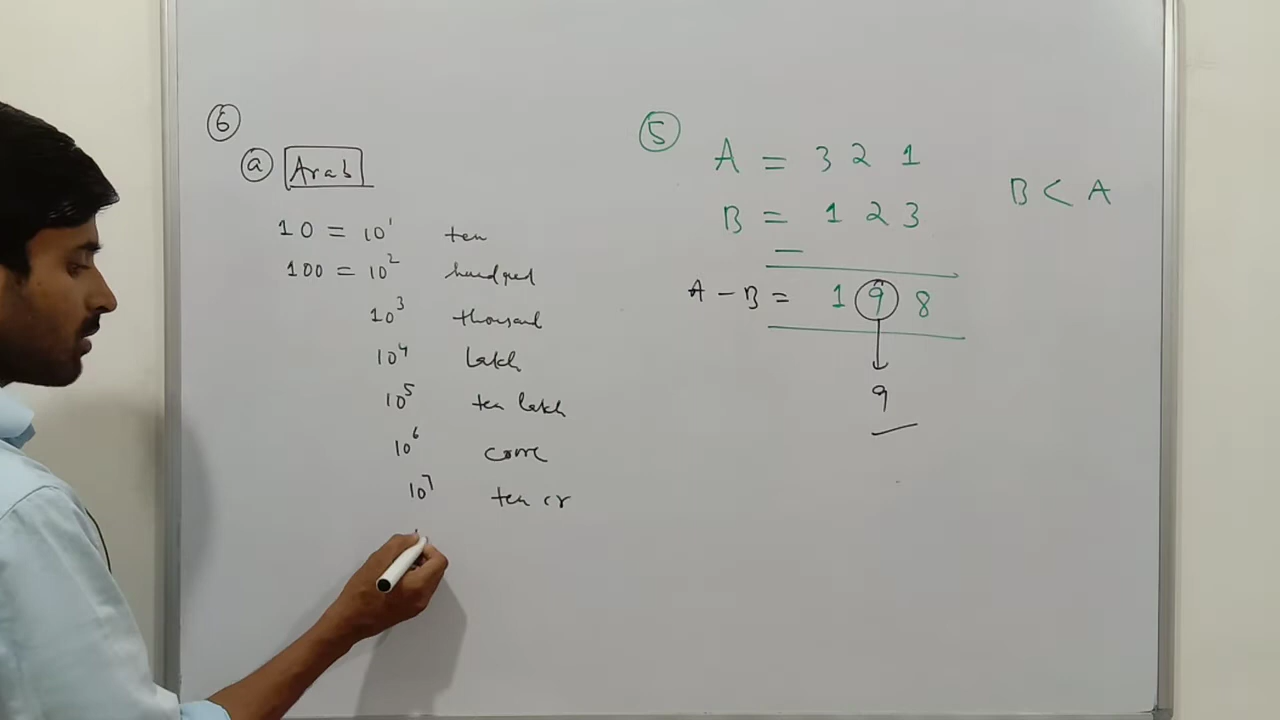 6
a Arab
10 = 10¹ ten
100 = 10² hundred
10³ thousand
10⁴ lakh
10⁵ ten lakh
10⁶ corre
10⁷ ten cr
5
A = 3 2 1
B = 1 2 3
B < A
A - B = 1 9 8
9